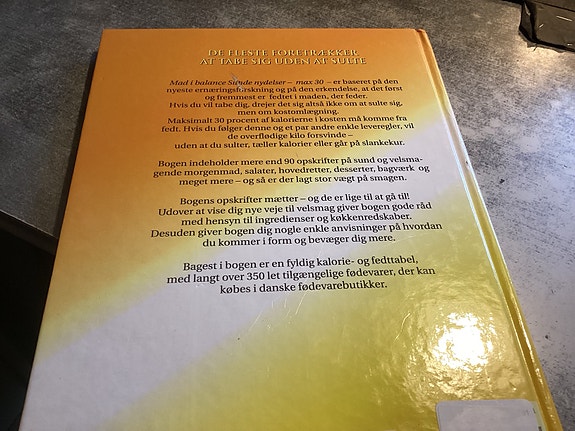 DE FLESTE FORETRÆKKER
AT TABE SIG UDEN AT SULTE
Mad i balance Sunde nydelser – max 30 – er baseret på den
nyeste ernæringsforskning og på den erkendelse, at det først
og fremmest er fedtet i maden, der feder.
Hvis du vil tabe dig, drejer det sig altså ikke om at sulte sig,
men om kostomlægning.
Maksimalt 30 procent af kalorierne i kosten må komme fra
fedt. Hvis du følger denne og et par andre enkle leveregler, vil
de overflødige kilo forsvinde –
uden at du sulter, tæller kalorier eller går på slankekur.
Bogen indeholder mere end 90 opskrifter på sund og velsma-
gende morgenmad, salater, hovedretter, desserter, bagværk og
meget mere – og så er der lagt stor vægt på smagen.
Bogens opskrifter mætter – og de er lige til at gå til!
Udover at vise dig nye veje til velsmag giver bogen gode råd
med hensyn til ingredienser og køkkenredskaber.
Desuden giver bogen dig nogle enkle anvisninger på hvordan
du kommer i form og bevæger dig mere.
Bagest i bogen er en fyldig kalorie- og fedttabel,
med langt over 350 let tilgængelige fødevarer, der kan
købes i danske fødevarebutikker.